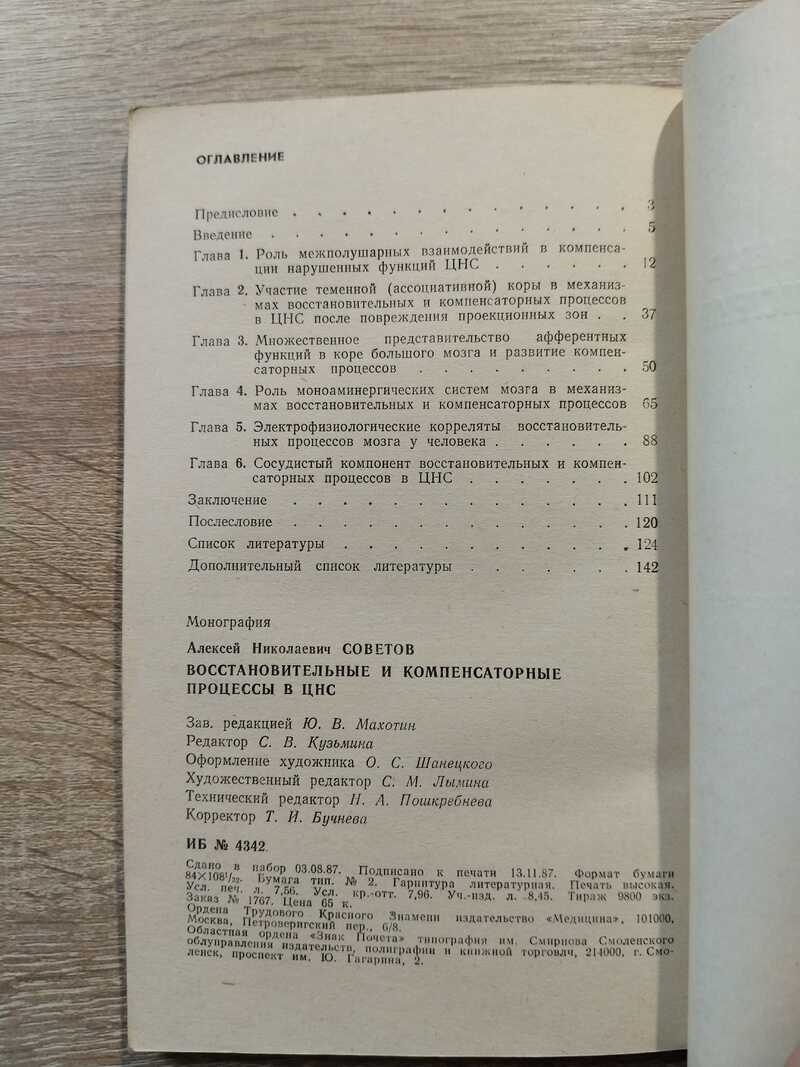 ОГЛАВЛЕНИЕ
Предисловие . . . . . . . . . . . . . . 3
Введение . . . . . . . . . . . . . . . 5
Глава 1. Роль межполушарных взаимодействий в компенса-
ции нарушенных функций ЦНС . . . . . . 12
Глава 2. Участие теменной (ассоциативной) коры в механиз-
мах восстановительных и компенсаторных процессов
в ЦНС после повреждения проекционных зон . . 37
Глава 3. Множественное представительство афферентных
функций в коре большого мозга и развитие компен-
саторных процессов . . . . . . . . . 50
Глава 4. Роль моноаминергических систем мозга в механиз-
мах восстановительных и компенсаторных процессов 65
Глава 5. Электрофизиологические корреляты восстановитель-
ных процессов мозга у человека . . . . . . 88
Глава 6. Сосудистый компонент восстановительных и компен-
саторных процессов в ЦНС . . . . . . . 102
Заключение . . . . . . . . . . . . . . 111
Послесловие . . . . . . . . . . . . . . 120
Список литературы . . . . . . . . . . . . 124
Дополнительный список литературы . . . . . . . 142
Монография
Алексей Николаевич СОВЕТОВ
ВОССТАНОВИТЕЛЬНЫЕ И КОМПЕНСАТОРНЫЕ
ПРОЦЕССЫ В ЦНС
Зав. редакцией Ю. В. Махотин
Редактор С. В. Кузьмина
Оформление художника О. С. Шанецкого
Художественный редактор С. М. Лымина
Технический редактор Н. А. Пошкребнева
Корректор Т. И. Бучнева
ИБ № 4342
Сдано в набор 03.08.87. Подписано к печати 13.11.87. Формат бумаги
84×108¹/₃₂. Бумага тип. № 2. Гарнитура литературная. Печать высокая.
Усл. печ. л. 7,56. Усл. кр.-отт. 7,96. Уч.-изд. л. 8,45. Тираж 9800 экз.
Заказ № 1767. Цена 65 к.
Ордена Трудового Красного Знамени издательство «Медицина», 101000,
Москва, Петроверигский пер., 6/8.
Областная ордена «Знак Почета» типография им. Смирнова Смоленского
облуправления издательств, полиграфии и книжной торговли, 214000, г. Смо-
ленск, проспект им. Ю. Гагарина, 2.